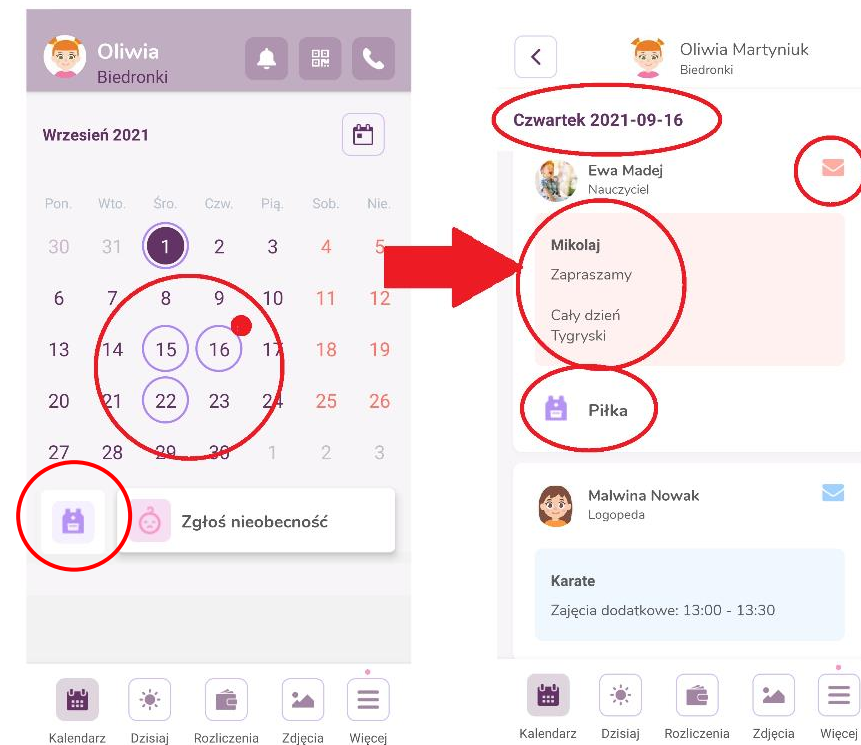 Oliwia
Biedronki
Wrzesień 2021
Pon. Wto. Śro. Czw. Pią. Sob. Nie.
30 31 1 2 3 4 5
6 7 8 9 10 11 12
13 14 15 16 17 18 19
20 21 22 23 24 25 26
27 28 29 30 1 2 3
Zgłoś nieobecność
Kalendarz Dzisiaj Rozliczenia Zdjęcia Więcej
Oliwia Martyniuk
Biedronki
Czwartek 2021-09-16
Ewa Madej
Nauczyciel
Mikolaj
Zapraszamy
Cały dzień
Tygryski
Piłka
Malwina Nowak
Logopeda
Karate
Zajęcia dodatkowe: 13:00 - 13:30
Kalendarz Dzisiaj Rozliczenia Zdjęcia Więcej